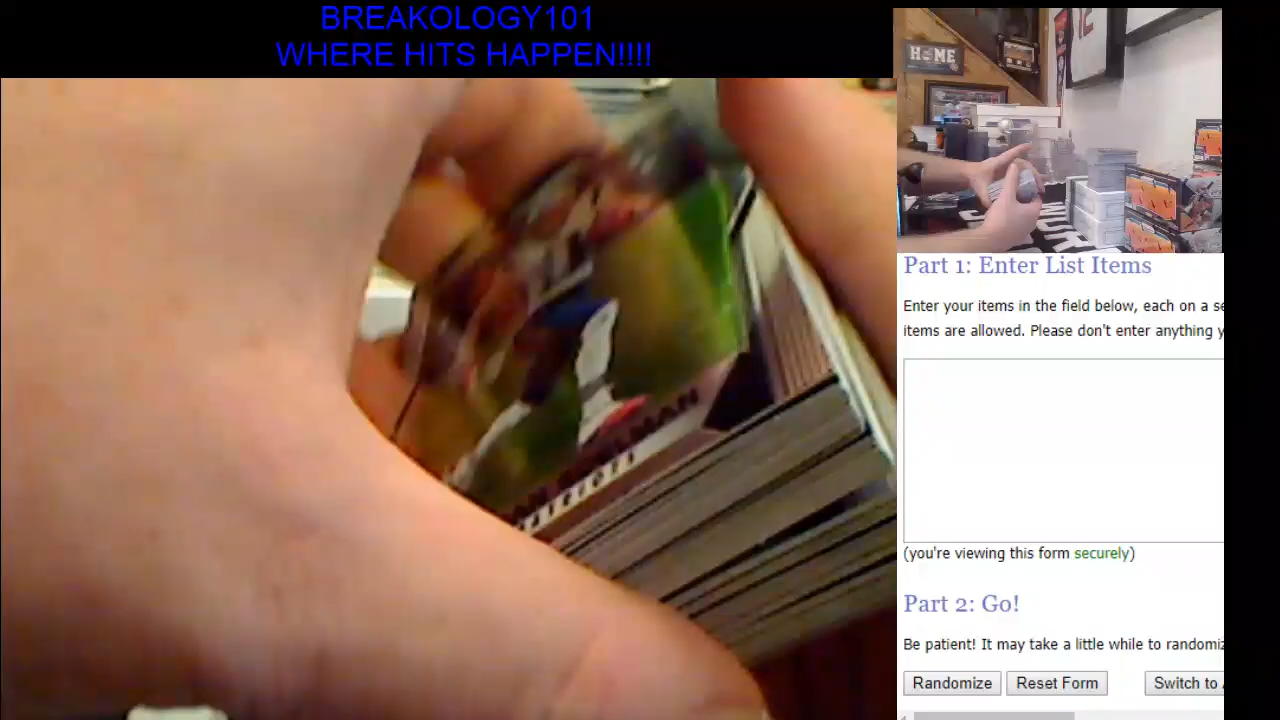 BREAKOLOGY101
WHERE HITS HAPPEN!!!!
HOME
Part 1: Enter List Items
Enter your items in the field below, each on a se
items are allowed. Please don't enter anything y
(you're viewing this form securely)
Part 2: Go!
Be patient! It may take a little while to randomiz
Randomize
Reset Form
Switch to